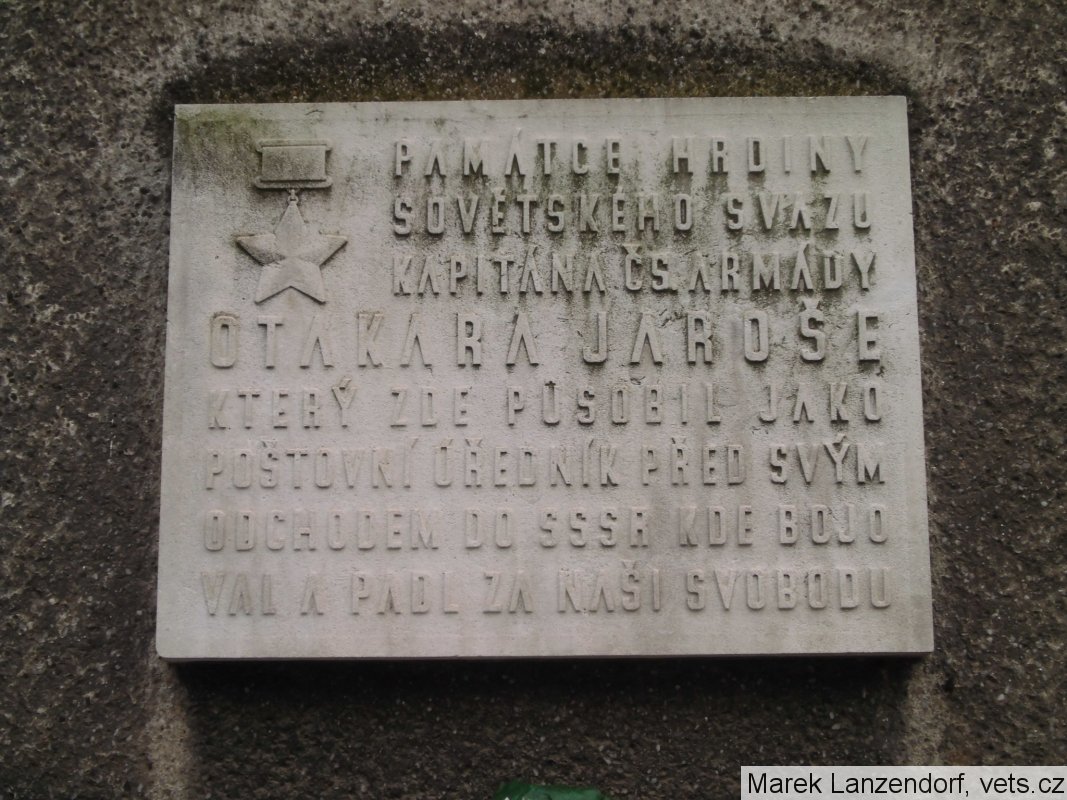 PAMÁTCE HRDINY
SOVĚTSKÉHO SVAZU
KAPITÁNA ČS. ARMÁDY
OTAKARA JAROŠE
KTERÝ ZDE PŮSOBIL JAKO
POŠTOVNÍ ÚŘEDNÍK PŘED SVÝM
ODCHODEM DO SSSR KDE BOJO
VAL A PADL ZA NAŠI SVOBODU
Marek Lanzendorf, vets.cz